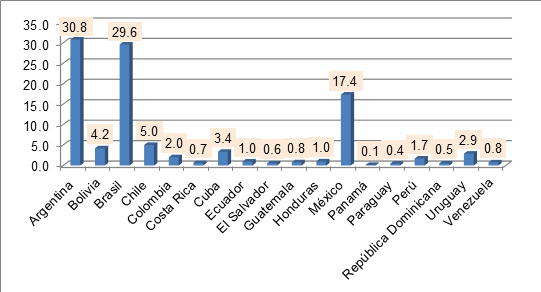 35.0
30.0
25.0
20.0
15.0
10.0
5.0
0.0
30.8
4.2
29.6
5.0
2.0
0.7
3.4
1.0
0.6
0.8
1.0
17.4
0.1
0.4
1.7
0.5
2.9
0.8
Argentina
Bolivia
Brasil
Chile
Colombia
Costa Rica
Cuba
Ecuador
El Salvador
Guatemala
Honduras
México
Panamá
Paraguay
Perú
República Dominicana
Uruguay
Venezuela